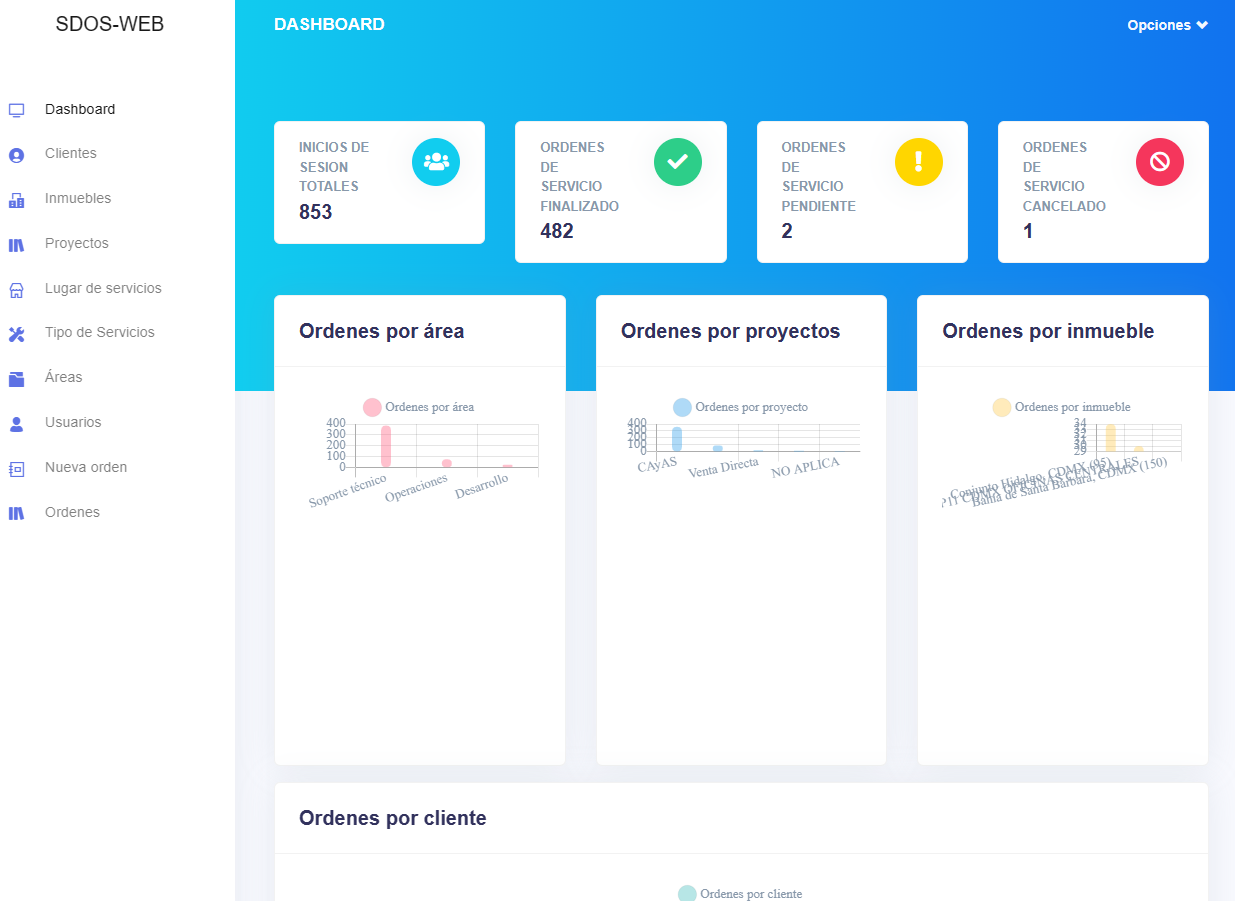 SDOS-WEB
DASHBOARD
Opciones
Dashboard
Clientes
Inmuebles
Proyectos
Lugar de servicios
Tipo de Servicios
Áreas
Usuarios
Nueva orden
Ordenes
INICIOS DE
SESION
TOTALES
853
ORDENES
DE
SERVICIO
FINALIZADO
482
ORDENES
DE
SERVICIO
PENDIENTE
2
ORDENES
DE
SERVICIO
CANCELADO
1
Ordenes por área
Ordenes por área
400
300
200
100
0
Soporte técnico
Operaciones
Desarrollo
Ordenes por proyectos
Ordenes por proyecto
400
300
200
100
0
CAyAS
Venta Directa
NO APLICA
Ordenes por inmueble
Ordenes por inmueble
34
33
32
31
30
29
Conjunto Hidalgo, CDMX (95)
CDMX OFICINAS CENTRALES
Bahia de Santa Barbara, CDMX (150)
Ordenes por cliente
Ordenes por cliente